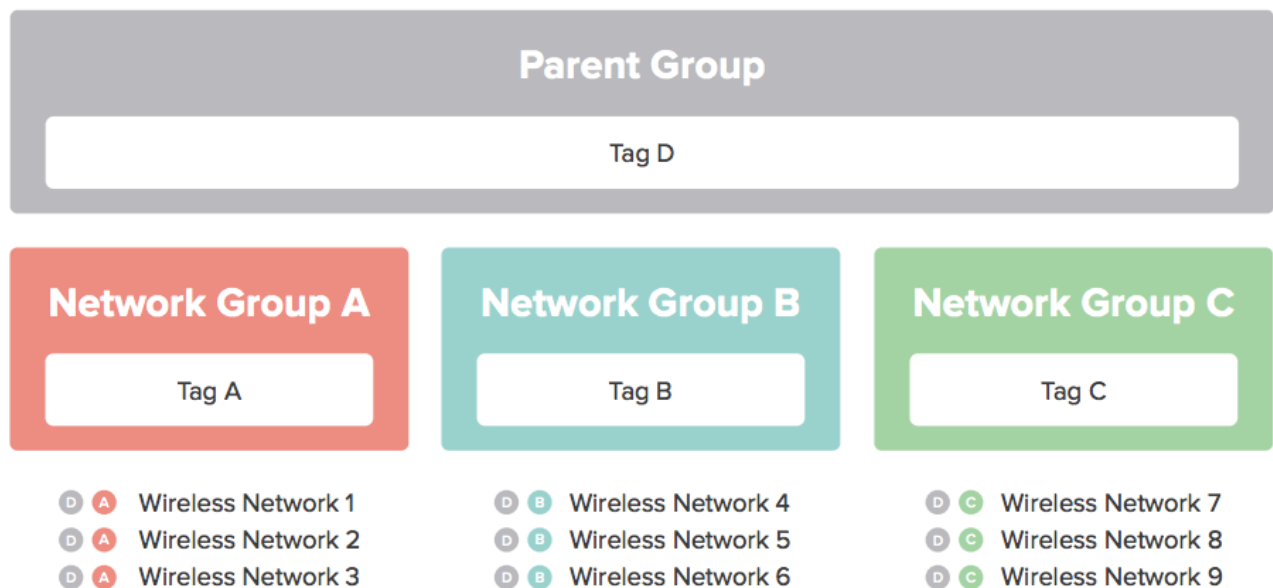 Parent Group
Tag D
Network Group A
Tag A
Network Group B
Tag B
Network Group C
Tag C
D A Wireless Network 1
D A Wireless Network 2
D A Wireless Network 3
D B Wireless Network 4
D B Wireless Network 5
D B Wireless Network 6
D C Wireless Network 7
D C Wireless Network 8
D C Wireless Network 9